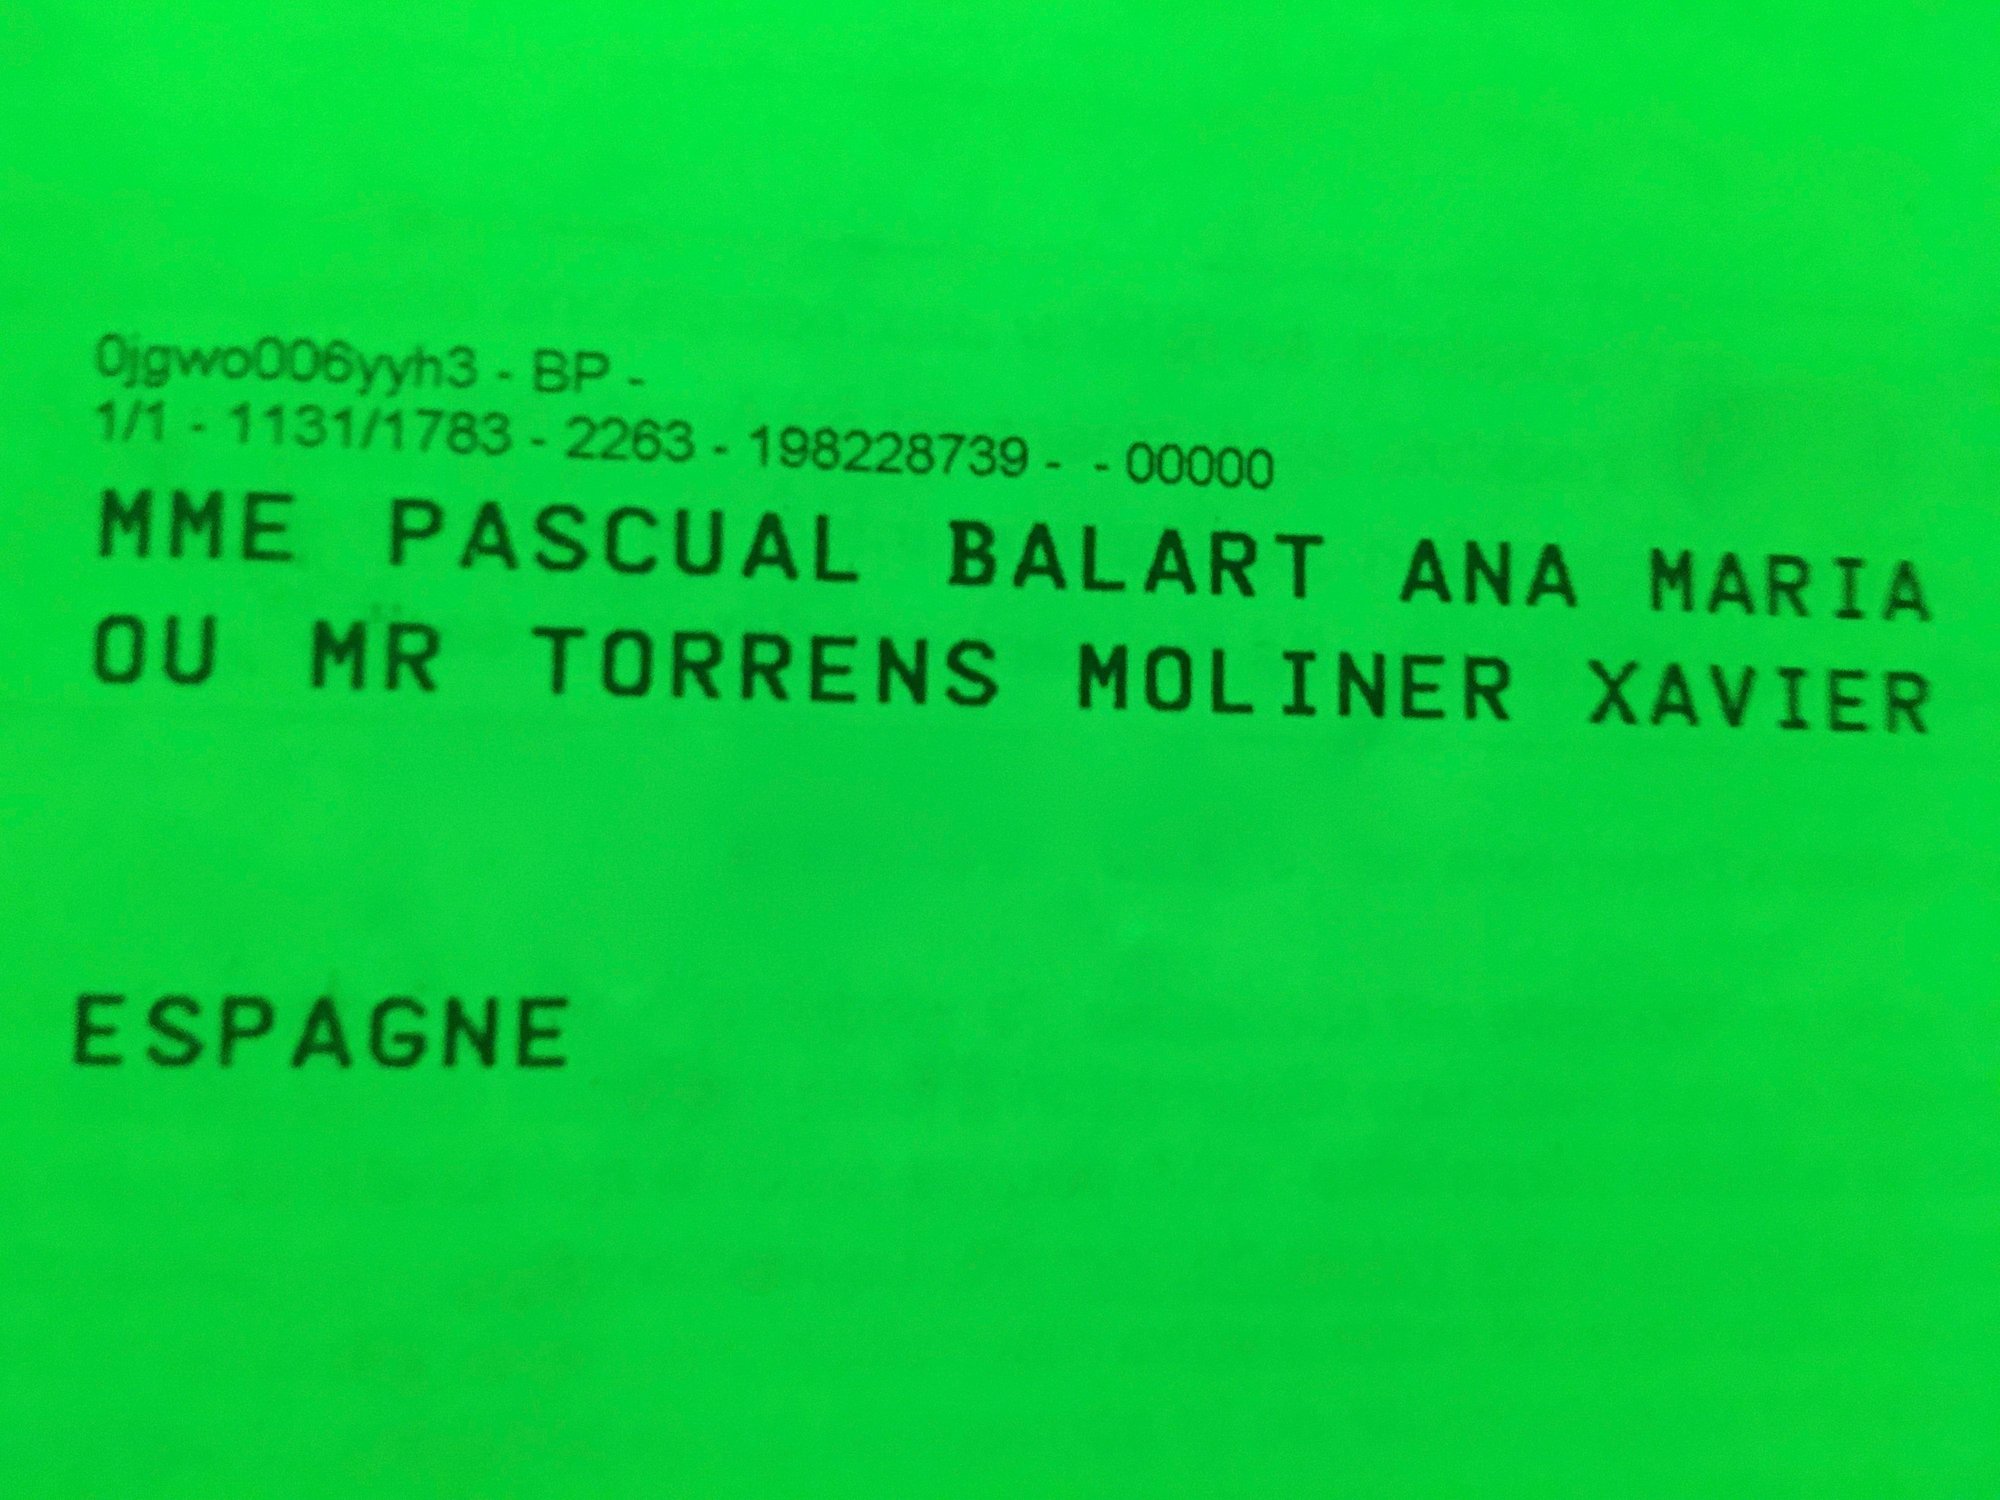 0jgwo006yyh3 - BP -
1/1 - 1131/1783 - 2263 - 198228739 -  - 00000
MME PASCUAL BALART ANA MARIA
OU MR TORRENS MOLINER XAVIER
ESPAGNE